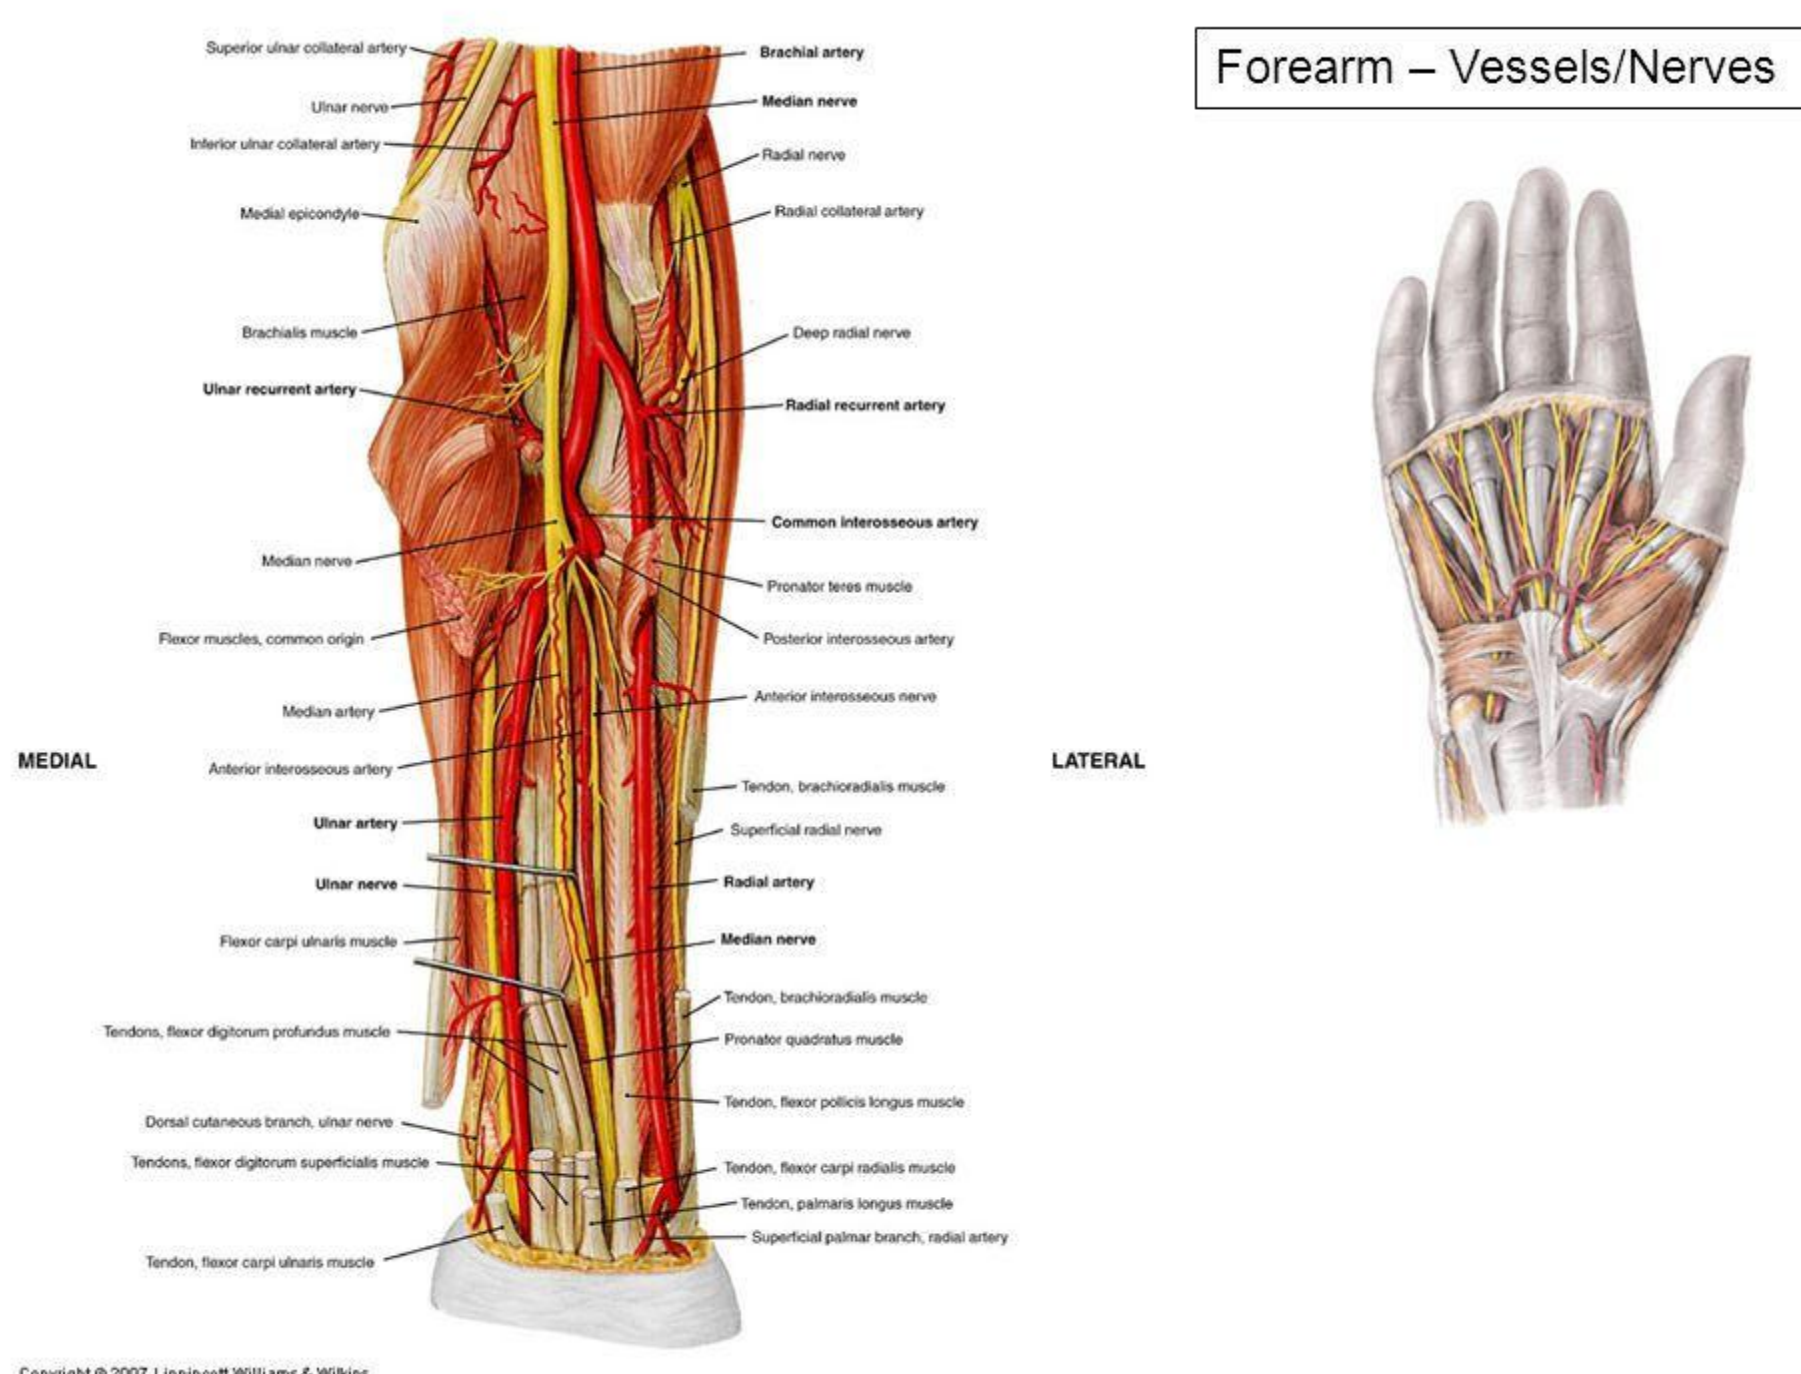 Forearm – Vessels/Nerves
Superior ulnar collateral artery
Ulnar nerve
Inferior ulnar collateral artery
Medial epicondyle
Brachialis muscle
Ulnar recurrent artery
Median nerve
Flexor muscles, common origin
Median artery
MEDIAL
Anterior interosseous artery
Ulnar artery
Ulnar nerve
Flexor carpi ulnaris muscle
Tendons, flexor digitorum profundus muscle
Dorsal cutaneous branch, ulnar nerve
Tendons, flexor digitorum superficialis muscle
Tendon, flexor carpi ulnaris muscle
Brachial artery
Median nerve
Radial nerve
Radial collateral artery
Deep radial nerve
Radial recurrent artery
Common interosseous artery
Pronator teres muscle
Posterior interosseous artery
Anterior interosseous nerve
LATERAL
Tendon, brachioradialis muscle
Superficial radial nerve
Radial artery
Median nerve
Tendon, brachioradialis muscle
Pronator quadratus muscle
Tendon, flexor pollicis longus muscle
Tendon, flexor carpi radialis muscle
Tendon, palmaris longus muscle
Superficial palmar branch, radial artery
Copyright © 2007 Lippincott Williams & Wilkins